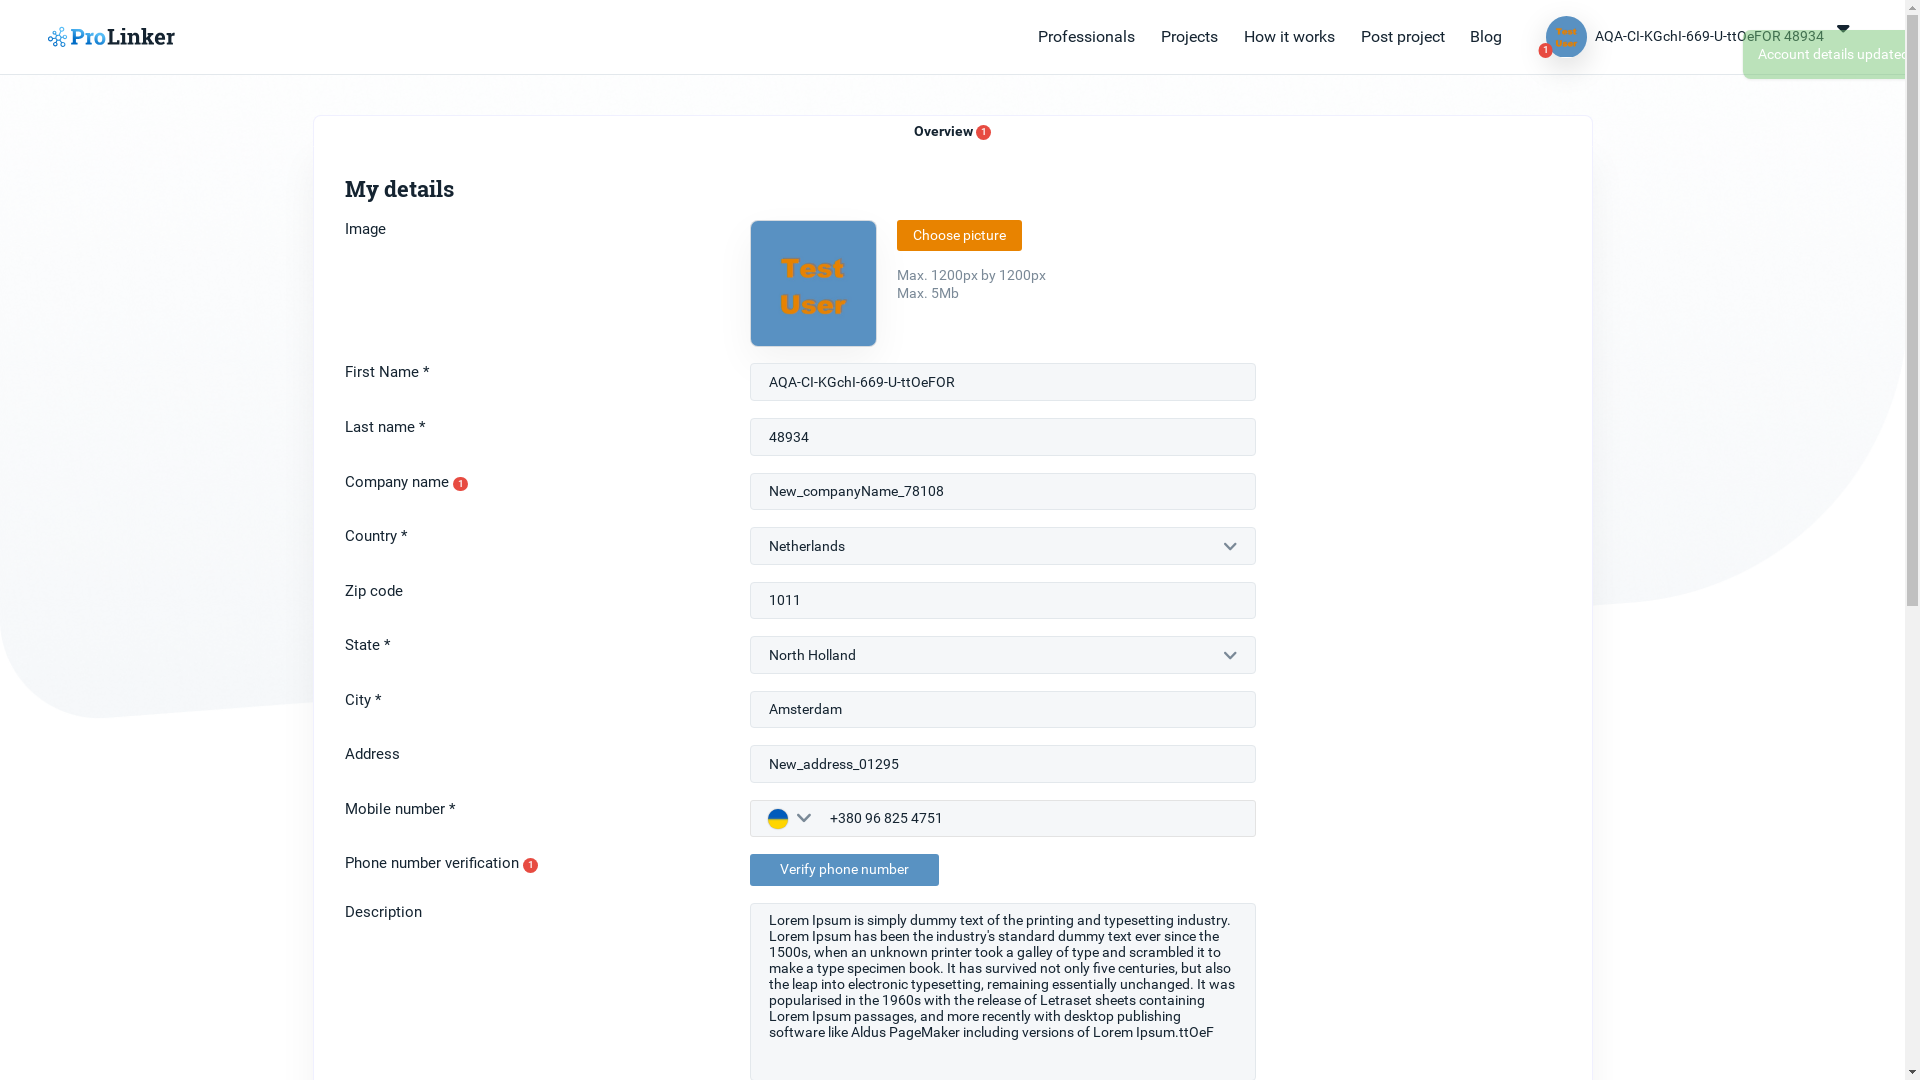 ProLinker
Professionals
Projects
How it works
Post project
Blog
Test
User
1
AQA-CI-KGchI-669-U-ttOeFOR 48934
Account details updated
Overview 1
My details
Image
Test
User
Choose picture
Max. 1200px by 1200px
Max. 5Mb
First Name *
AQA-CI-KGchI-669-U-ttOeFOR
Last name *
48934
Company name 1
New_companyName_78108
Country *
Netherlands
Zip code
1011
State *
North Holland
City *
Amsterdam
Address
New_address_01295
Mobile number *
+380 96 825 4751
Phone number verification 1
Verify phone number
Description
Lorem Ipsum is simply dummy text of the printing and typesetting industry.
Lorem Ipsum has been the industry's standard dummy text ever since the
1500s, when an unknown printer took a galley of type and scrambled it to
make a type specimen book. It has survived not only five centuries, but also
the leap into electronic typesetting, remaining essentially unchanged. It was
popularised in the 1960s with the release of Letraset sheets containing
Lorem Ipsum passages, and more recently with desktop publishing
software like Aldus PageMaker including versions of Lorem Ipsum.ttOeF